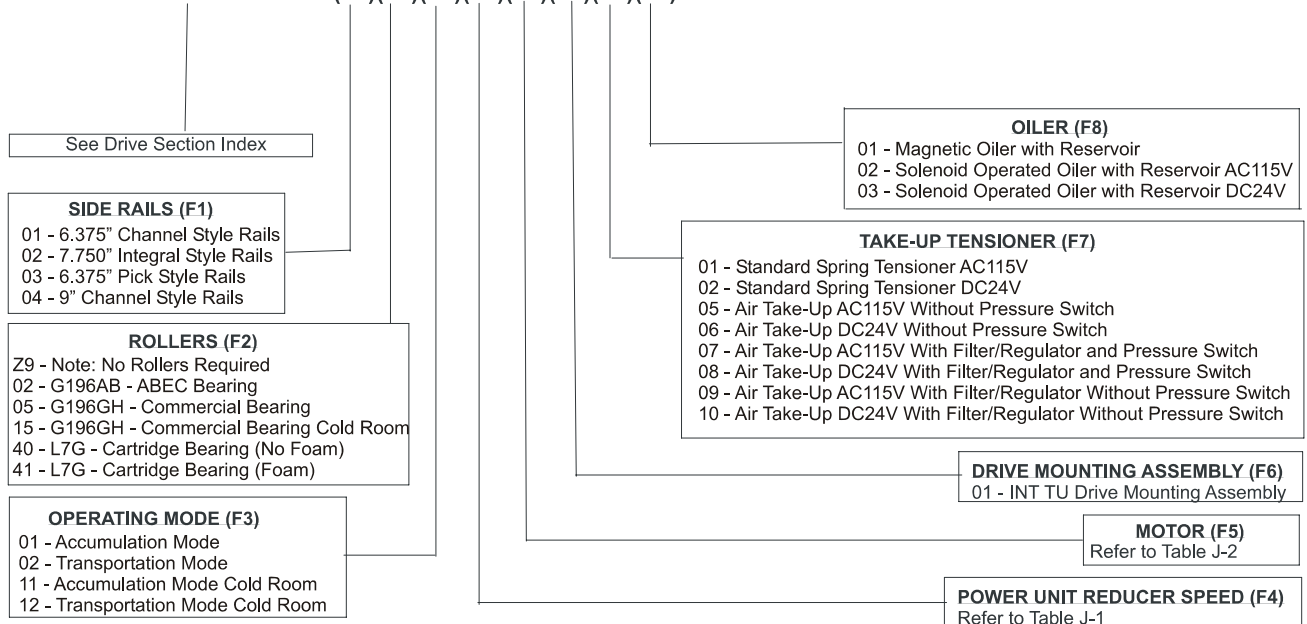 See Drive Section Index
SIDE RAILS (F1)
01 - 6.375” Channel Style Rails
02 - 7.750” Integral Style Rails
03 - 6.375” Pick Style Rails
04 - 9” Channel Style Rails
ROLLERS (F2)
Z9 - Note: No Rollers Required
02 - G196AB - ABEC Bearing
05 - G196GH - Commercial Bearing
15 - G196GH - Commercial Bearing Cold Room
40 - L7G - Cartridge Bearing (No Foam)
41 - L7G - Cartridge Bearing (Foam)
OPERATING MODE (F3)
01 - Accumulation Mode
02 - Transportation Mode
11 - Accumulation Mode Cold Room
12 - Transportation Mode Cold Room
OILER (F8)
01 - Magnetic Oiler with Reservoir
02 - Solenoid Operated Oiler with Reservoir AC115V
03 - Solenoid Operated Oiler with Reservoir DC24V
TAKE-UP TENSIONER (F7)
01 - Standard Spring Tensioner AC115V
02 - Standard Spring Tensioner DC24V
05 - Air Take-Up AC115V Without Pressure Switch
06 - Air Take-Up DC24V Without Pressure Switch
07 - Air Take-Up AC115V With Filter/Regulator and Pressure Switch
08 - Air Take-Up DC24V With Filter/Regulator and Pressure Switch
09 - Air Take-Up AC115V With Filter/Regulator Without Pressure Switch
10 - Air Take-Up DC24V With Filter/Regulator Without Pressure Switch
DRIVE MOUNTING ASSEMBLY (F6)
01 - INT TU Drive Mounting Assembly
MOTOR (F5)
Refer to Table J-2
POWER UNIT REDUCER SPEED (F4)
Refer to Table J-1